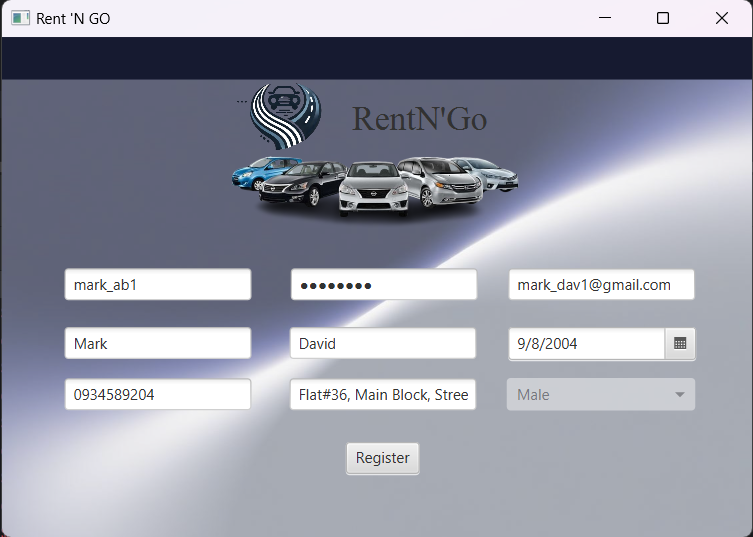 Rent 'N GO
RentN'Go
mark_ab1
●●●●●●●●
mark_dav1@gmail.com
Mark
David
9/8/2004
0934589204
Flat#36, Main Block, Stree
Male
Register